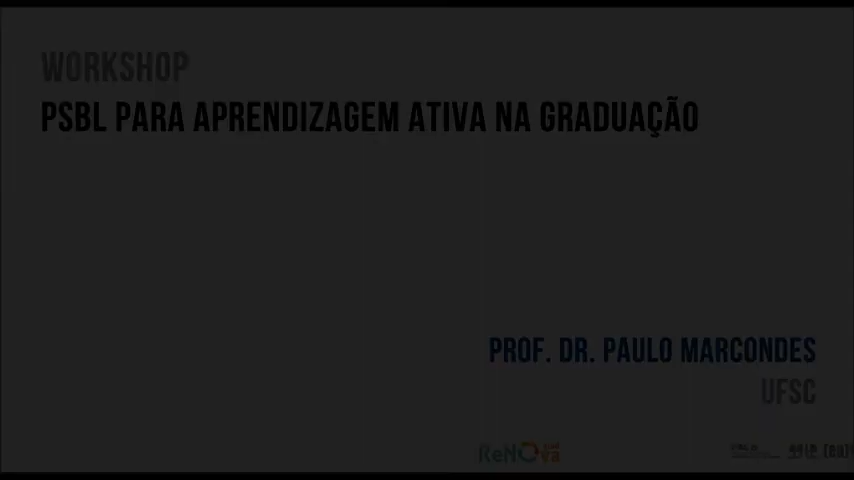 WORKSHOP
PSBL PARA APRENDIZAGEM ATIVA NA GRADUAÇÃO
PROF. DR. PAULO MARCONDES
UFSC
ReNOva